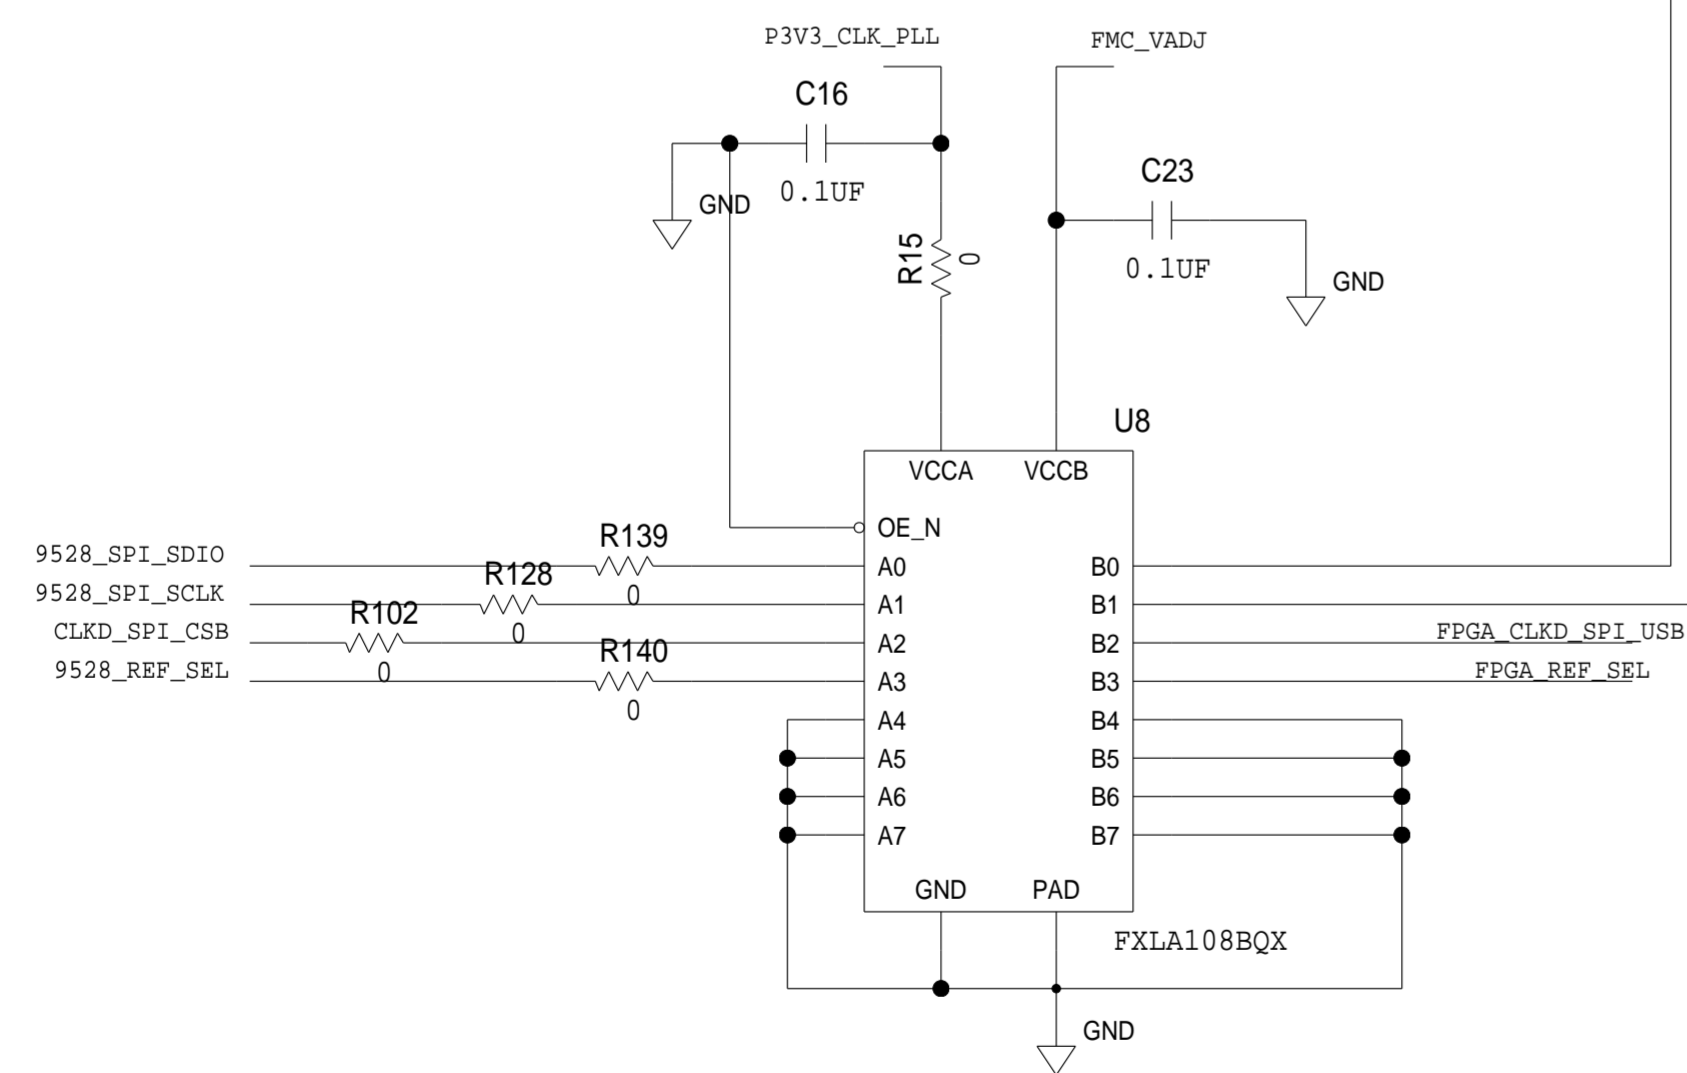 P3V3_CLK_PLL
FMC_VADJ
C16
0.1UF
GND
C23
0.1UF
GND
R15
0
U8
VCCA VCCB
OE_N
9528_SPI_SDIO R139 0 A0 B0
9528_SPI_SCLK R128 0 A1 B1
CLKD_SPI_CSB R102 0 A2 B2 FPGA_CLKD_SPI_USB
9528_REF_SEL R140 0 A3 B3 FPGA_REF_SEL
A4 B4
A5 B5
A6 B6
A7 B7
GND PAD
FXLA108BQX
GND